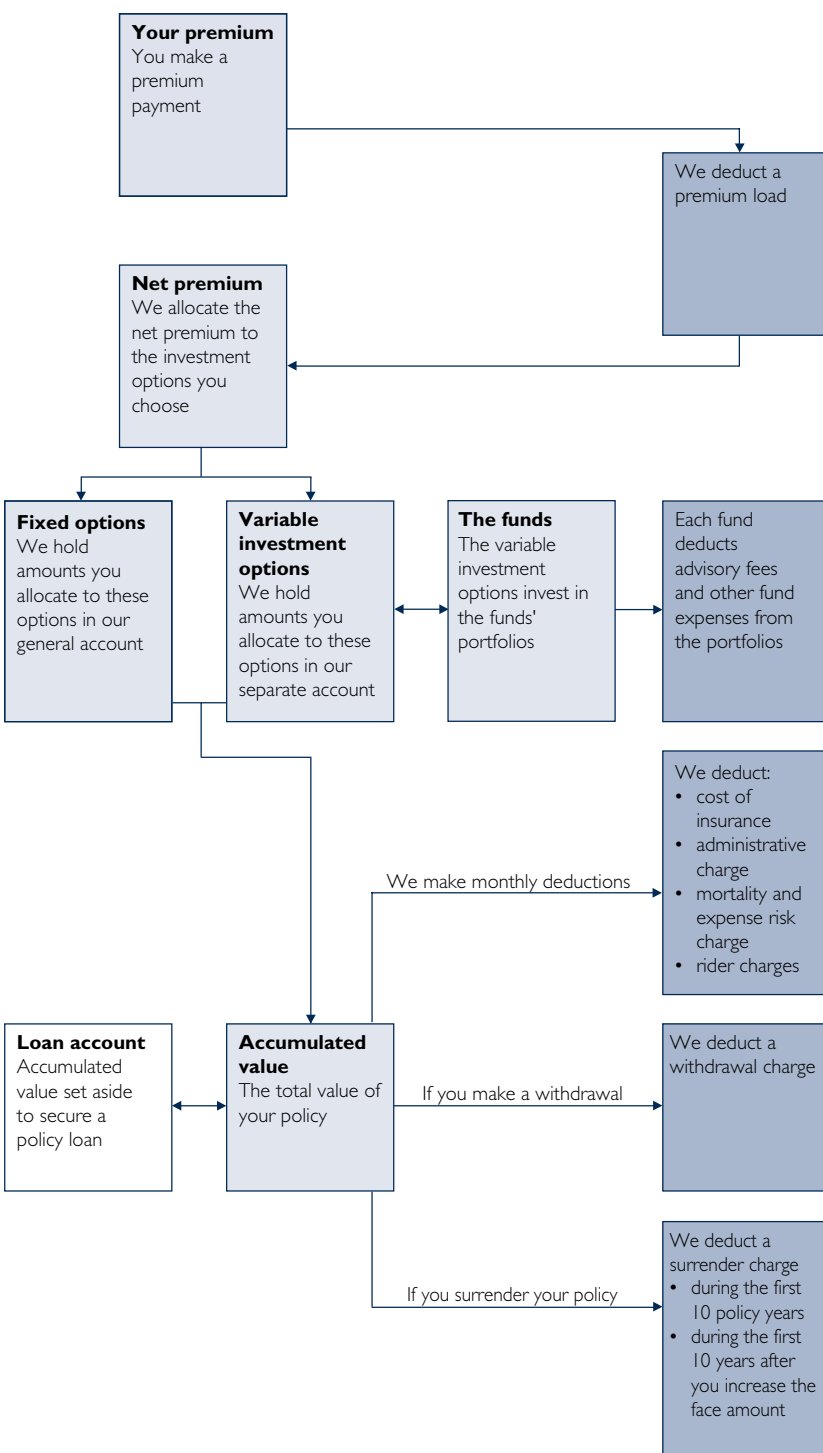 Your premium
You make a
premium
payment
We deduct a
premium load
Net premium
We allocate the
net premium to
the investment
options you
choose
Fixed options
We hold
amounts you
allocate to these
options in our
general account
Variable
investment
options
We hold
amounts you
allocate to these
options in our
separate account
The funds
The variable
investment
options invest in
the funds'
portfolios
Each fund
deducts
advisory fees
and other fund
expenses from
the portfolios
We make monthly deductions
We deduct:
• cost of
insurance
• administrative
charge
• mortality and
expense risk
charge
• rider charges
Loan account
Accumulated
value set aside
to secure a
policy loan
Accumulated
value
The total value of
your policy
If you make a withdrawal
We deduct a
withdrawal charge
If you surrender your policy
We deduct a
surrender charge
• during the first
10 policy years
• during the first
10 years after
you increase the
face amount